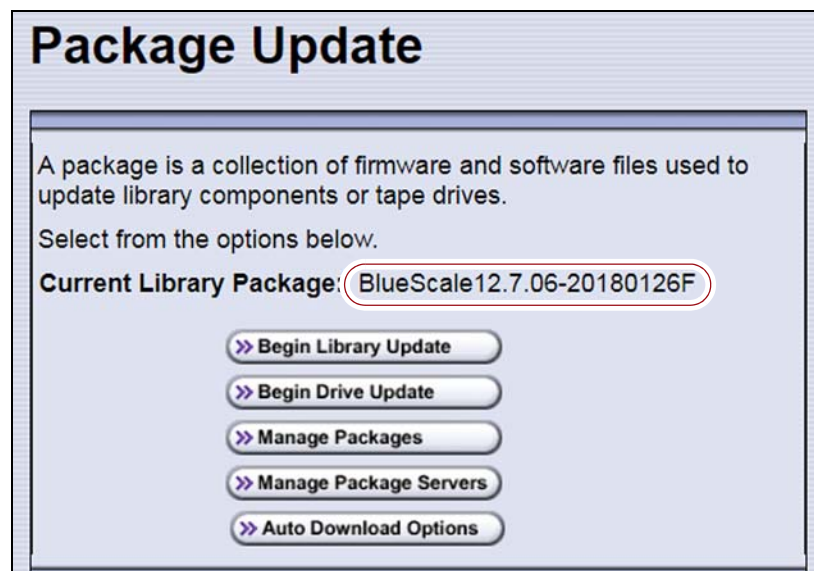 Package Update
A package is a collection of firmware and software files used to
update library components or tape drives.
Select from the options below.
Current Library Package: BlueScale12.7.06-20180126F
Begin Library Update
Begin Drive Update
Manage Packages
Manage Package Servers
Auto Download Options